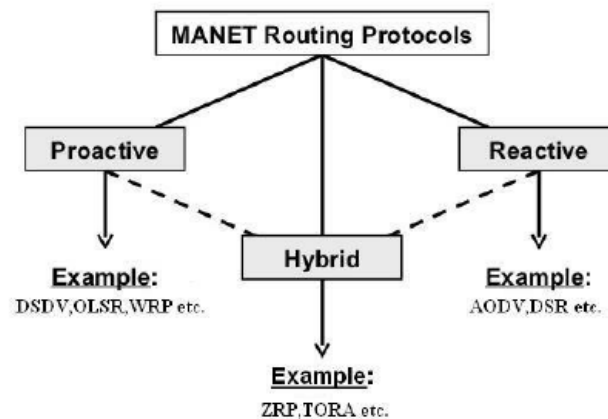 MANET Routing Protocols
Proactive
Reactive
Hybrid
Example:
DSDV,OLSR,WRP etc.
Example:
AODV,DSR etc.
Example:
ZRP,TORA etc.